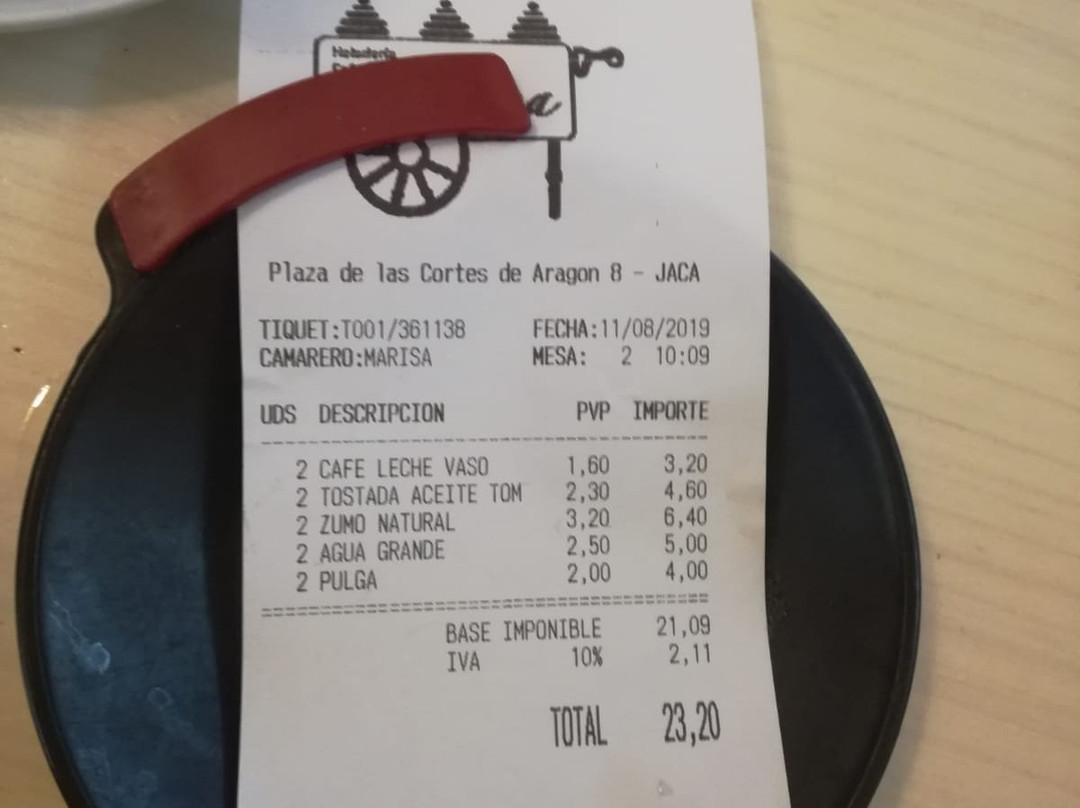 Heladería
a
Plaza de las Cortes de Aragon 8 - JACA
TIQUET:T001/361138 FECHA:11/08/2019
CAMARERO:MARISA MESA: 2 10:09
UDS DESCRIPCION PVP IMPORTE
2 CAFE LECHE VASO 1,60 3,20
2 TOSTADA ACEITE TOM 2,30 4,60
2 ZUMO NATURAL 3,20 6,40
2 AGUA GRANDE 2,50 5,00
2 PULGA 2,00 4,00
BASE IMPONIBLE 21,09
IVA 10% 2,11
TOTAL 23,20